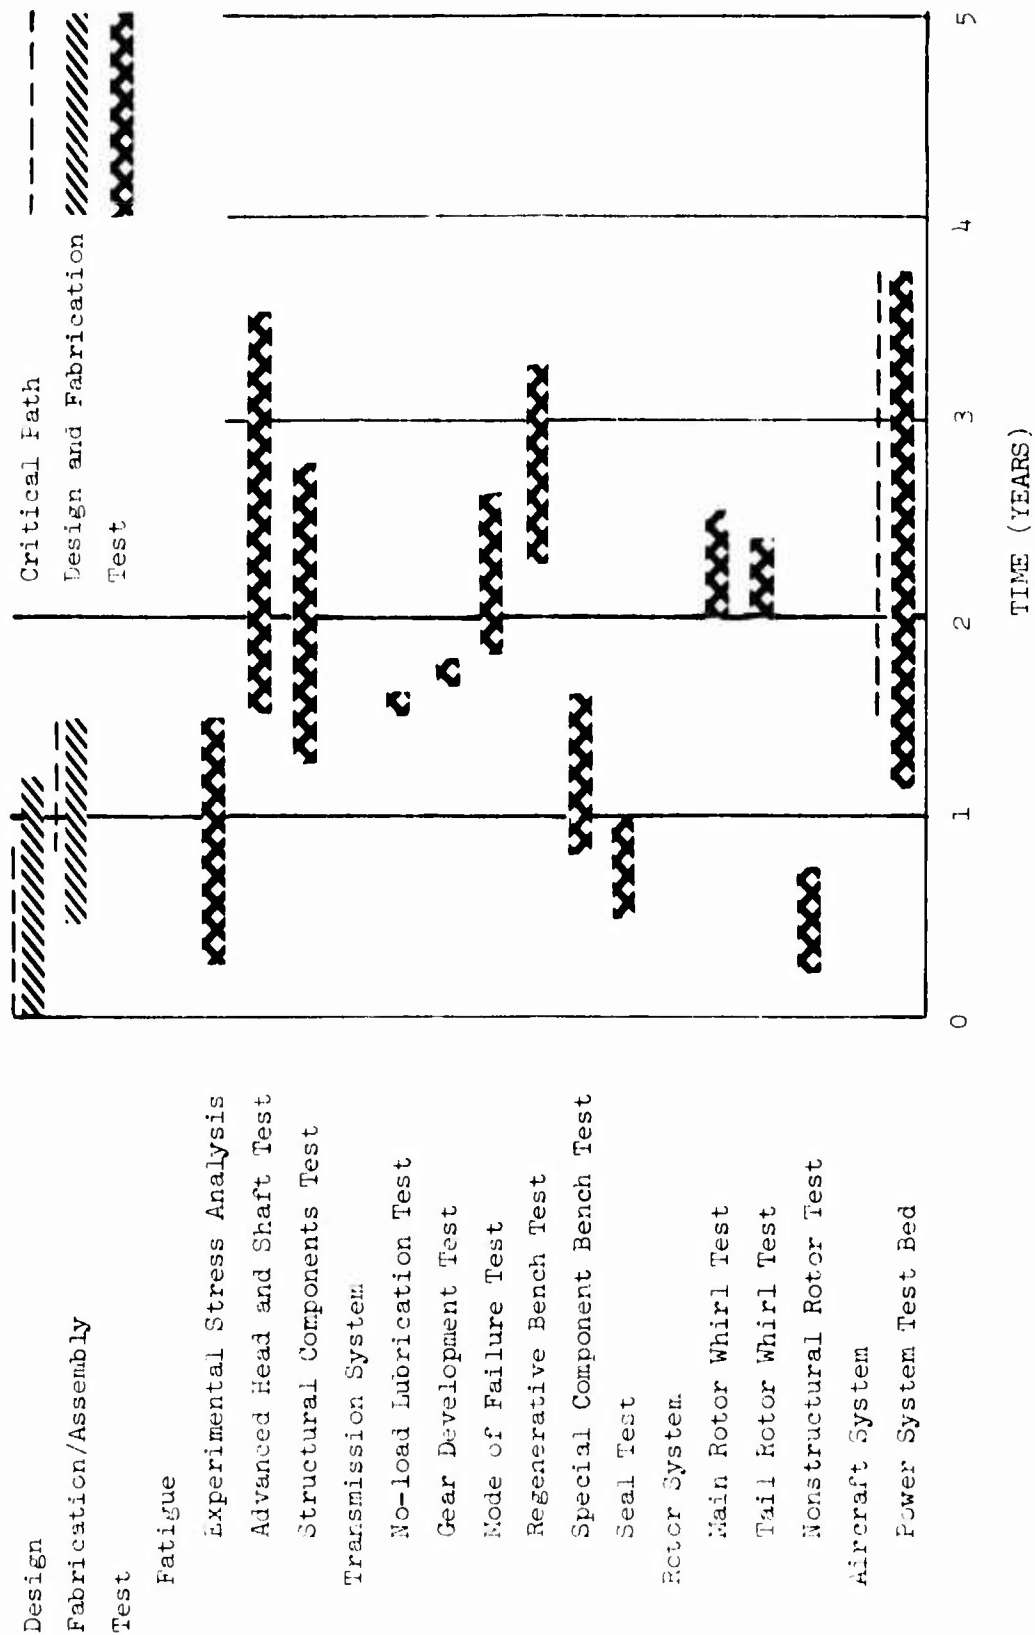 Critical Path
Design and Fabrication
Test
Design
Fabrication/Assembly
Test
Fatigue
Experimental Stress Analysis
Advanced Head and Shaft Test
Structural Components Test
Transmission System
No-load Lubrication Test
Gear Development Test
Mode of Failure Test
Regenerative Bench Test
Special Component Bench Test
Seal Test
Rotor System
Main Rotor Whirl Test
Tail Rotor Whirl Test
Nonstructural Rotor Test
Aircraft System
Power System Test Bed
0 1 2 3 4 5
TIME (YEARS)